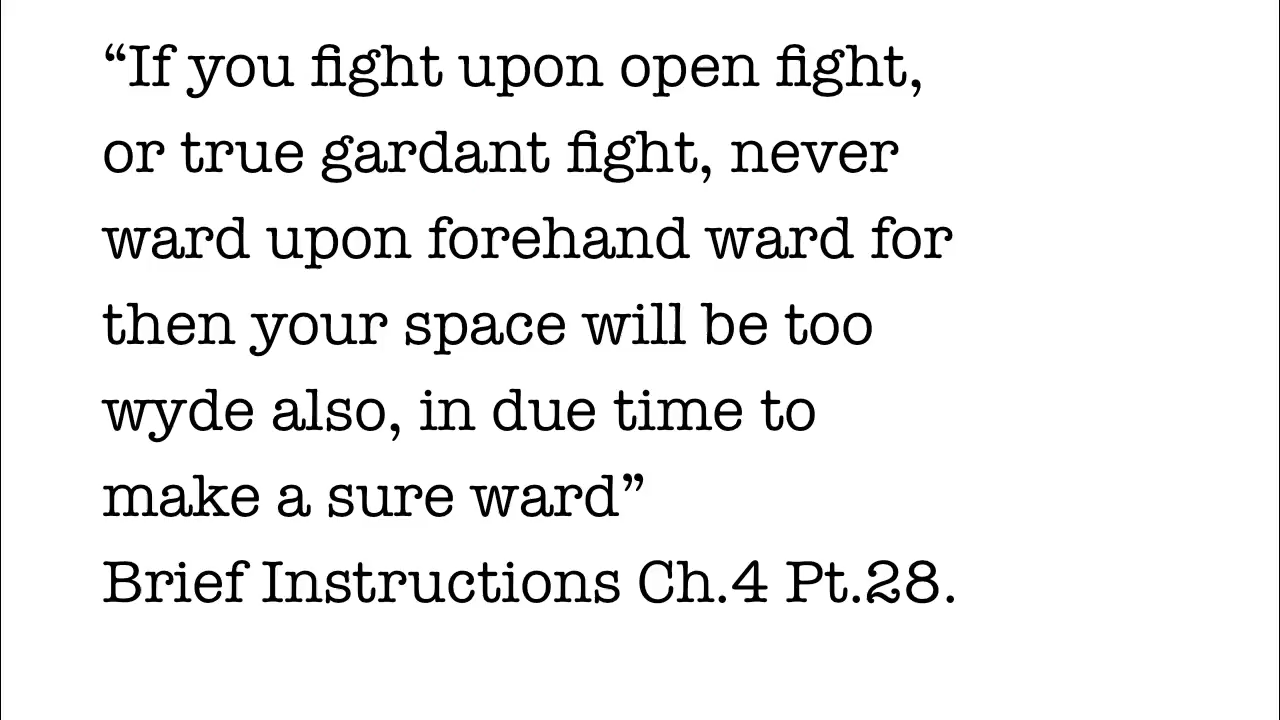 “If you fight upon open fight,
or true gardant fight, never
ward upon forehand ward for
then your space will be too
wyde also, in due time to
make a sure ward”
Brief Instructions Ch.4 Pt.28.